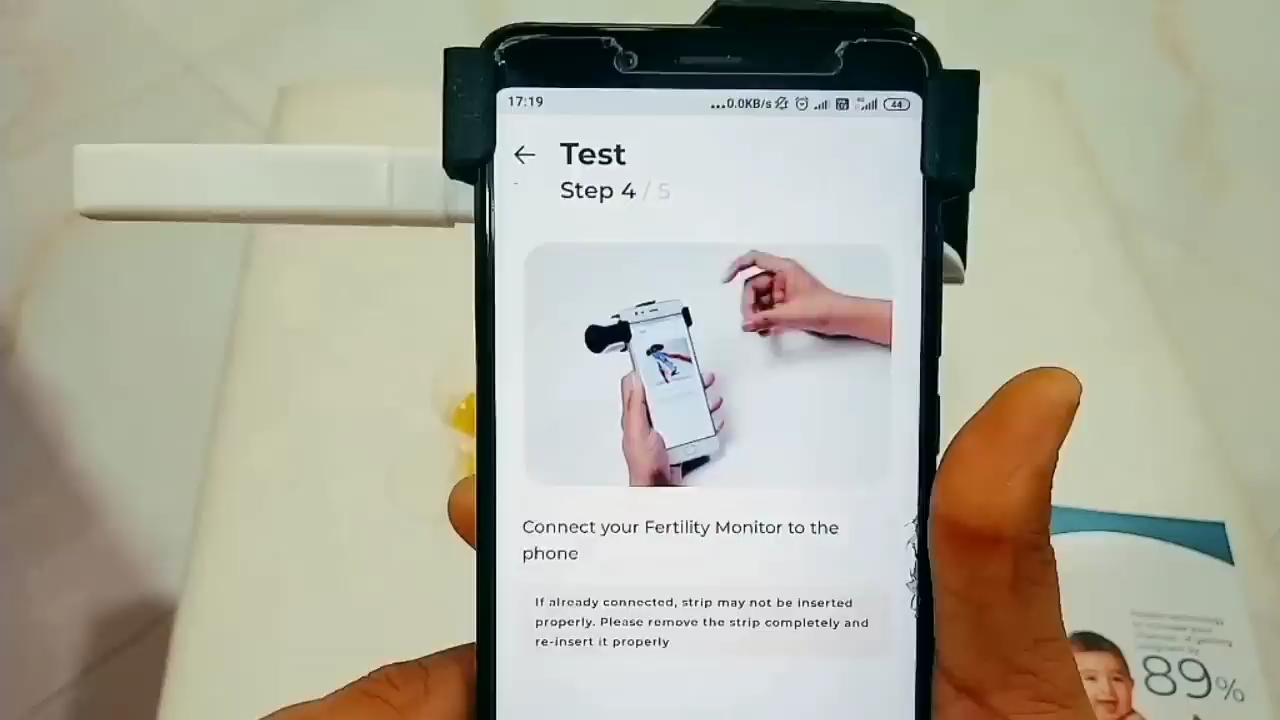 17:19
...0.0KB/s
44
Test
Step 4 / 5
Connect your Fertility Monitor to the
phone
If already connected, strip may not be inserted
properly. Please remove the strip completely and
re-insert it properly
89%